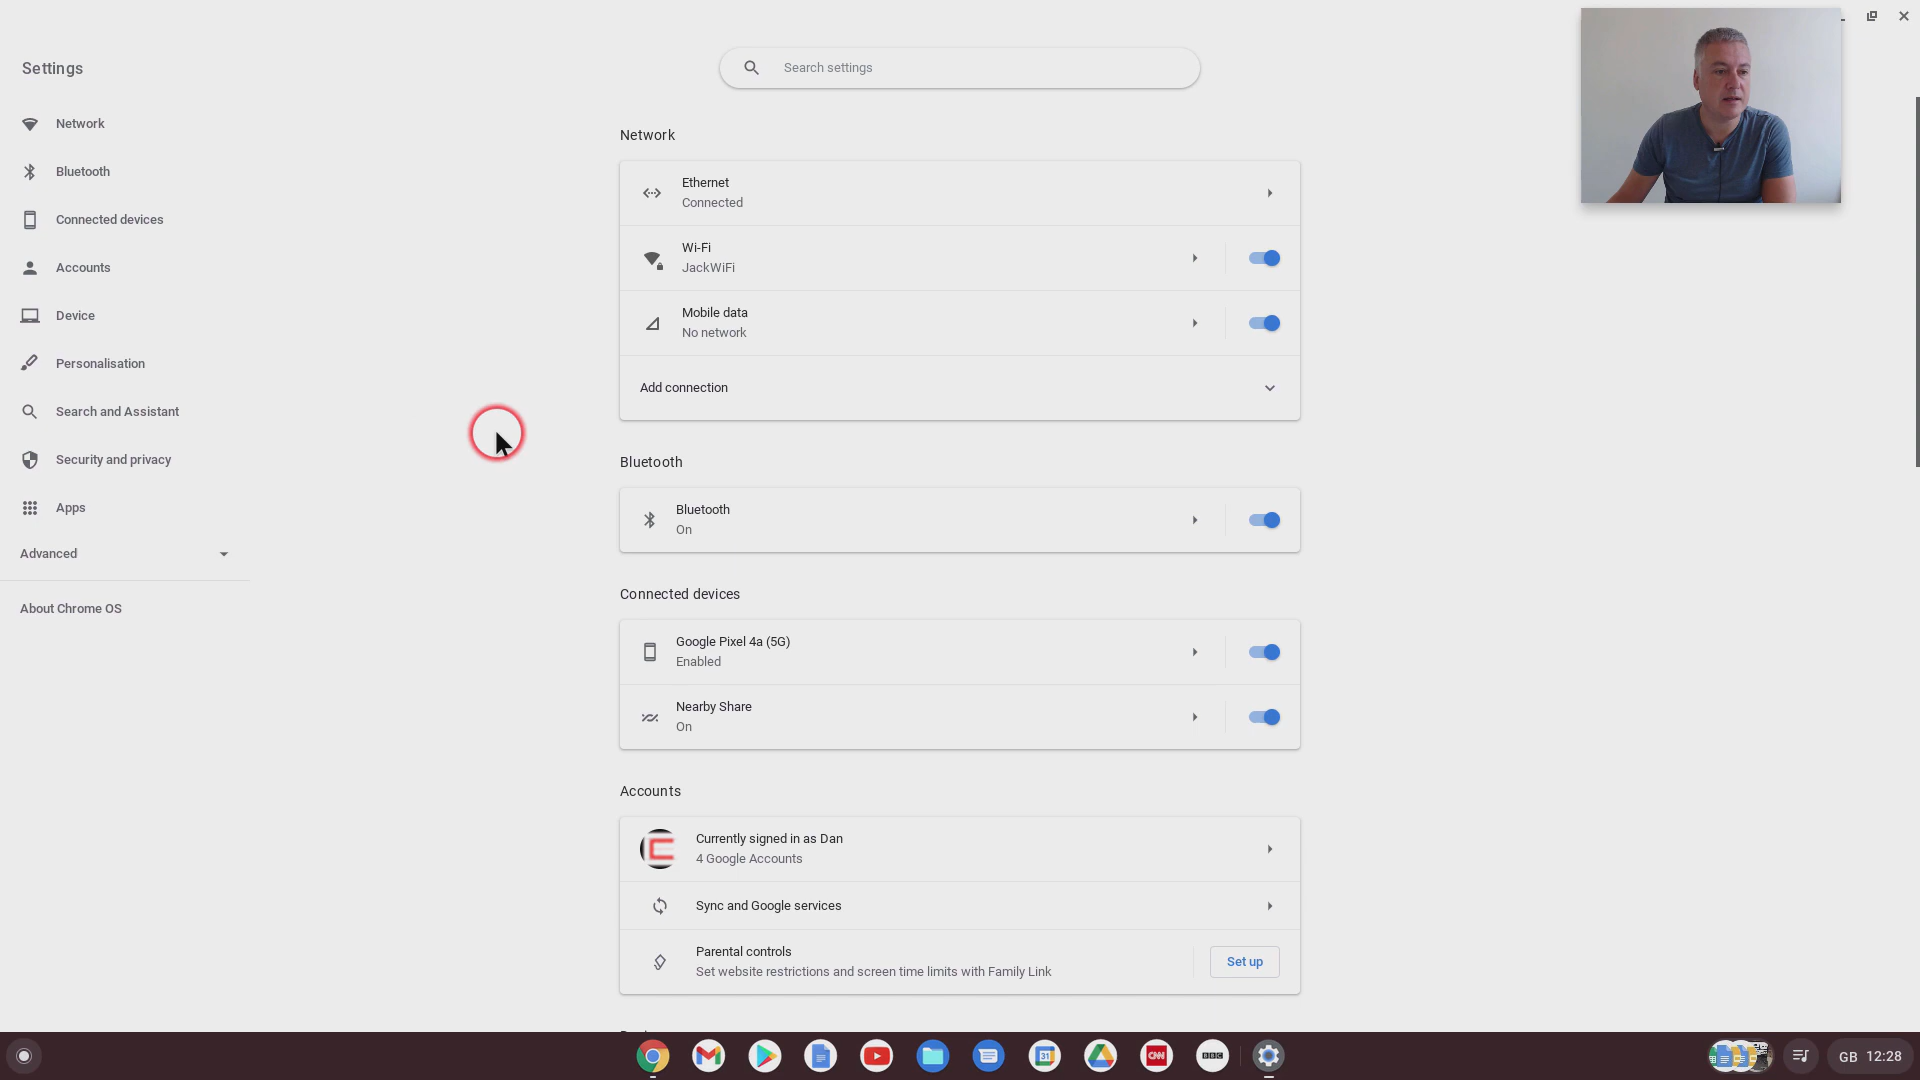 Settings
Search settings
Network
Bluetooth
Connected devices
Accounts
Device
Personalisation
Search and Assistant
Security and privacy
Apps
Advanced
About Chrome OS
Network
Ethernet
Connected
Wi-Fi
JackWiFi
Mobile data
No network
Add connection
Bluetooth
Bluetooth
On
Connected devices
Google Pixel 4a (5G)
Enabled
Nearby Share
On
Accounts
Currently signed in as Dan
4 Google Accounts
Sync and Google services
Parental controls
Set website restrictions and screen time limits with Family Link
Set up
31
CNN
BBC
GB 12:28